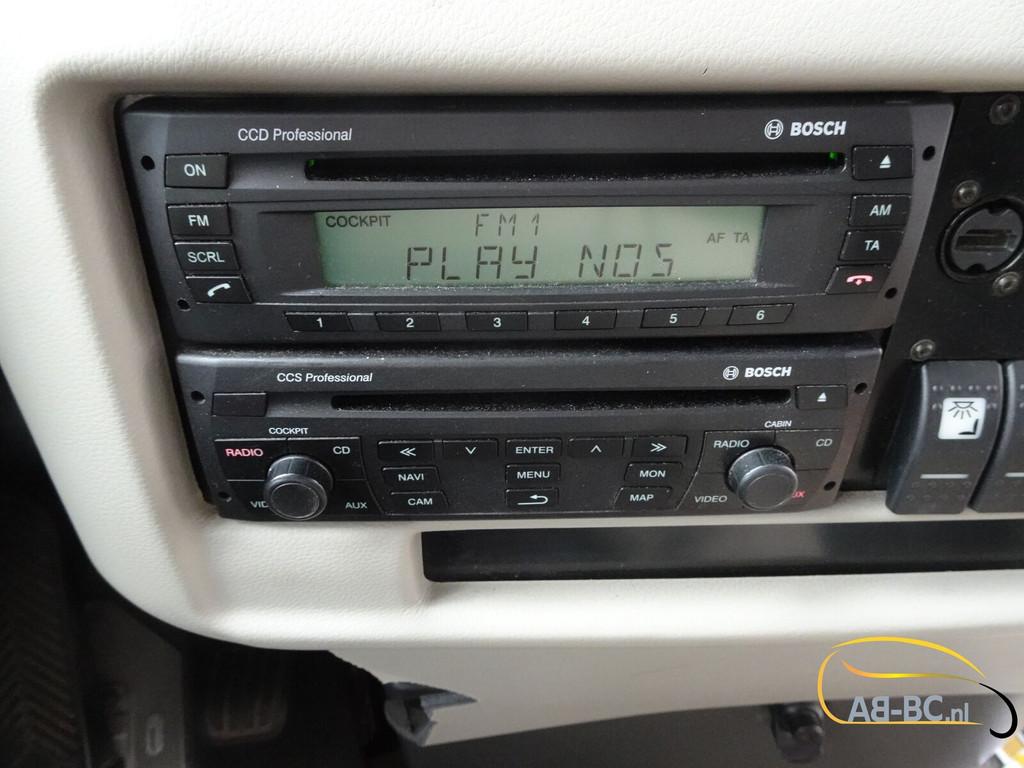 CCD Professional BOSCH
ON
FM AM
COCKPIT FM1
AF TA
PLAY NOS
SCRL TA
1 2 3 4 5 6
CCS Professional BOSCH
COCKPIT CABIN
RADIO CD ENTER RADIO CD
NAVI MENU MON
VIDEO AUX CAM MAP VIDEO
AB-BC.nl